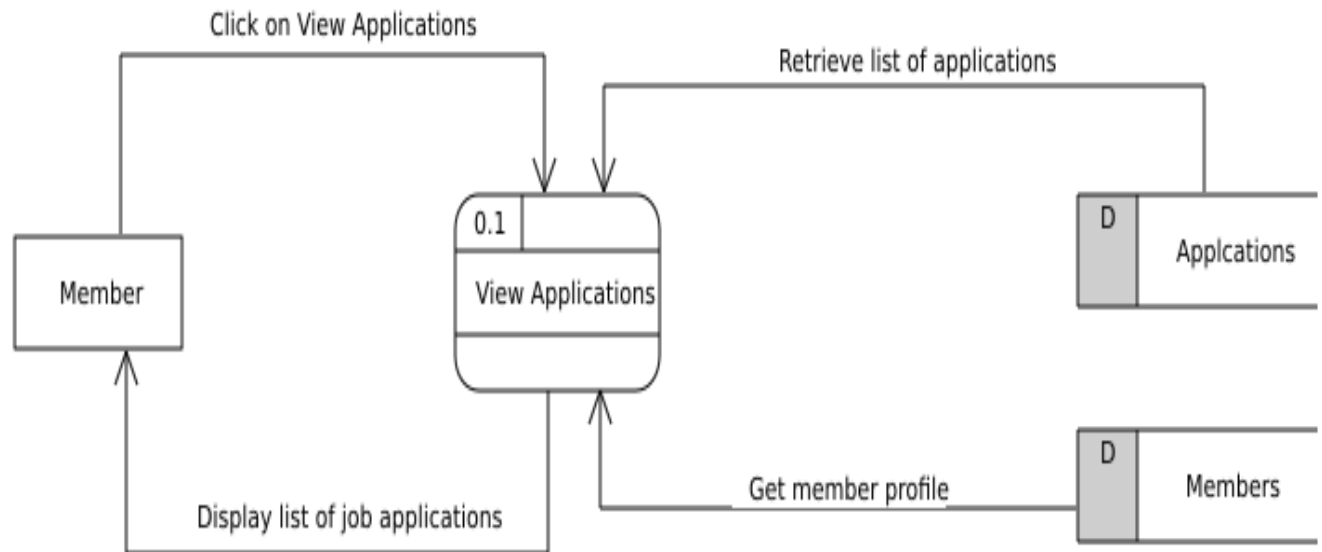 Click on View Applications
Retrieve list of applications
0.1
D
Applcations
Member
View Applications
D
Members
Get member profile
Display list of job applications